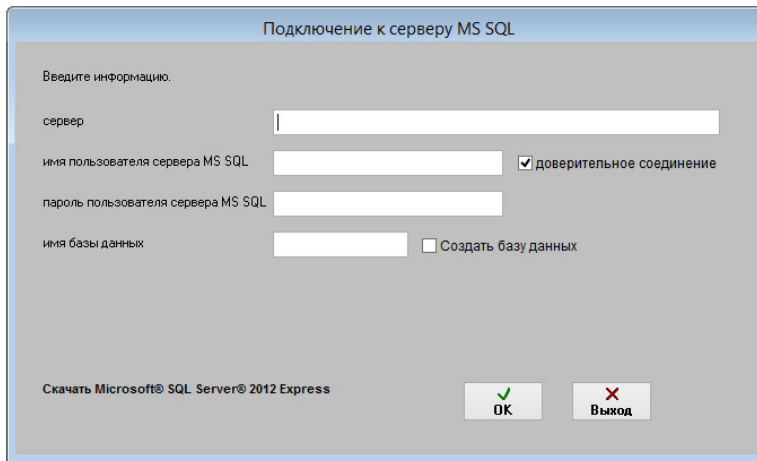 Подключение к серверу MS SQL
Введите информацию.
сервер
имя пользователя сервера MS SQL
доверительное соединение
пароль пользователя сервера MS SQL
имя базы данных
Создать базу данных
Скачать Microsoft® SQL Server® 2012 Express
OK
Выход